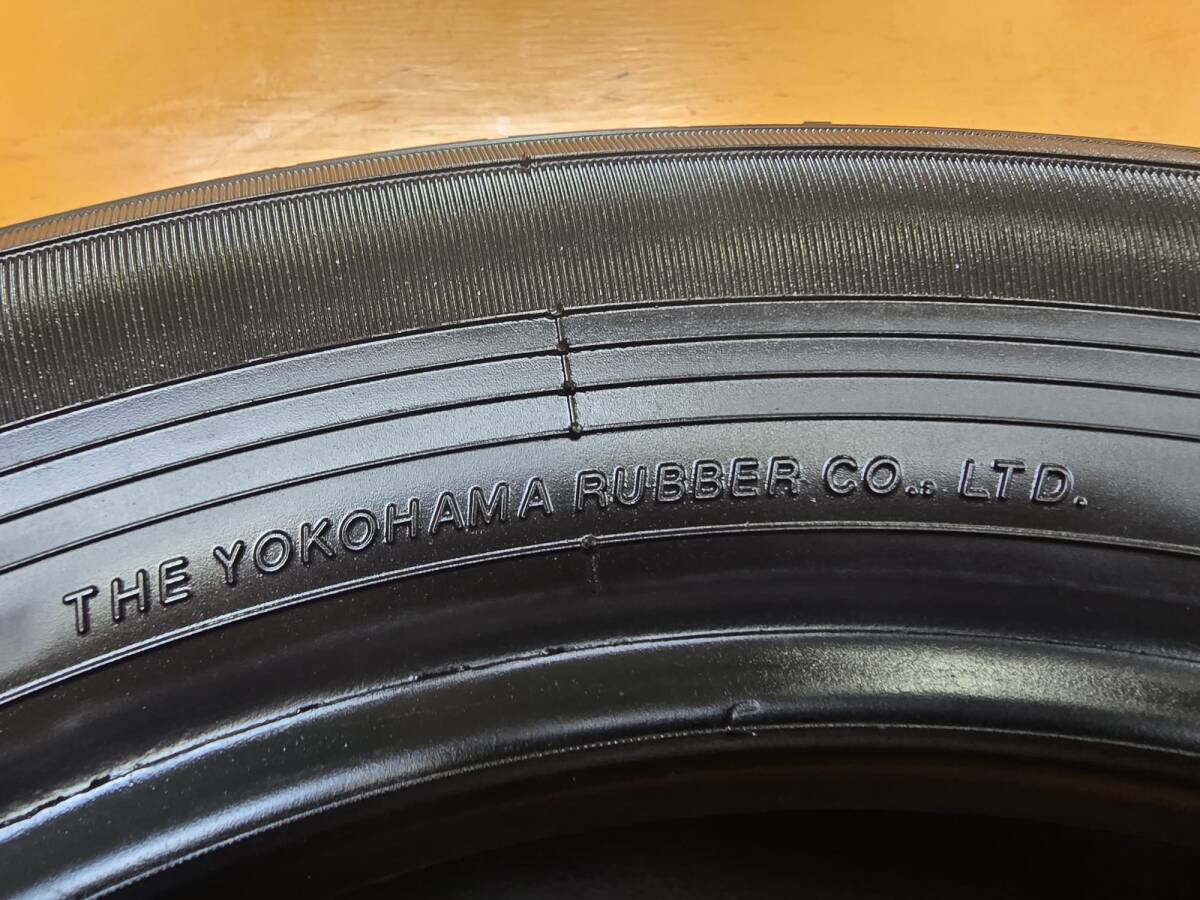 THE YOKOHAMA RUBBER CO., LTD.